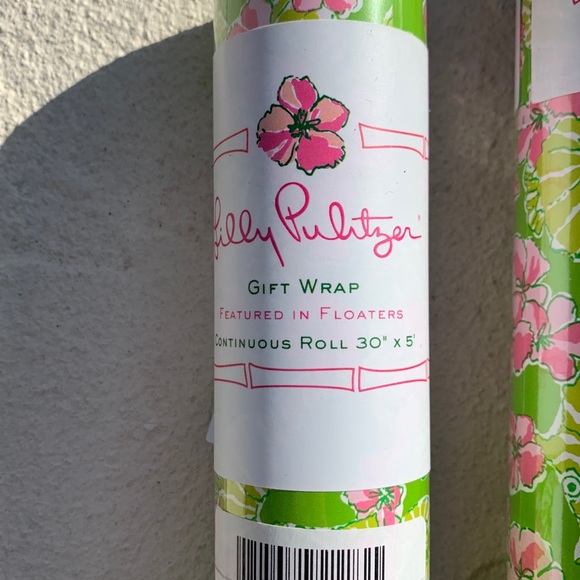 Lilly Pulitzer®
GIFT WRAP
FEATURED IN FLOATERS
CONTINUOUS ROLL 30" x 5'